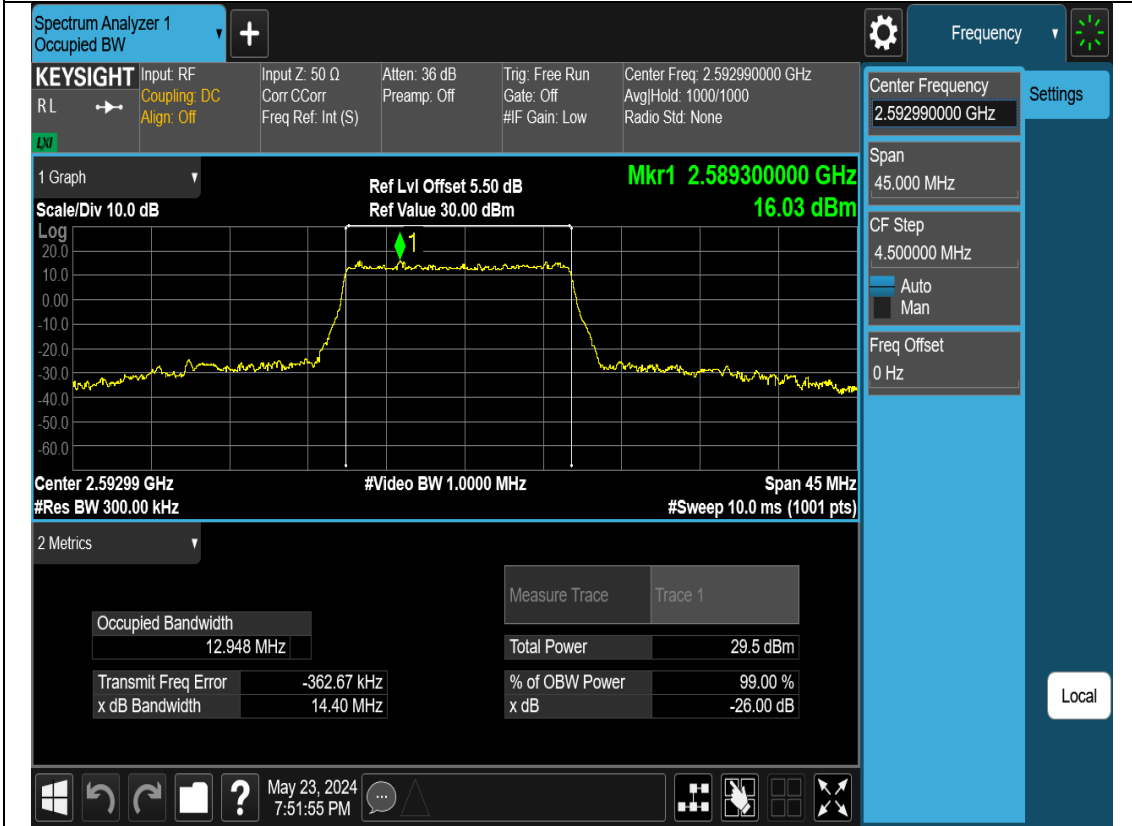 Spectrum Analyzer 1
Occupied BW
+
Frequency
KEYSIGHT
RL
LXI
Input: RF
Coupling: DC
Align: Off
Input Z: 50 Ω
Corr CCorr
Freq Ref: Int (S)
Atten: 36 dB
Preamp: Off
Trig: Free Run
Gate: Off
#IF Gain: Low
Center Freq: 2.592990000 GHz
Avg|Hold: 1000/1000
Radio Std: None
Center Frequency
2.592990000 GHz
Settings
Span
45.000 MHz
CF Step
4.500000 MHz
Auto
Man
Freq Offset
0 Hz
Local
1 Graph
Scale/Div 10.0 dB
Ref Lvl Offset 5.50 dB
Ref Value 30.00 dBm
Mkr1 2.589300000 GHz
16.03 dBm
Log
1
20.0
10.0
0.00
-10.0
-20.0
-30.0
-40.0
-50.0
-60.0
Center 2.59299 GHz
#Video BW 1.0000 MHz
Span 45 MHz
#Res BW 300.00 kHz
#Sweep 10.0 ms (1001 pts)
2 Metrics
Measure Trace Trace 1
Occupied Bandwidth
12.948 MHz
Total Power 29.5 dBm
Transmit Freq Error -362.67 kHz
% of OBW Power 99.00 %
x dB Bandwidth 14.40 MHz
x dB -26.00 dB
?
May 23, 2024
7:51:55 PM